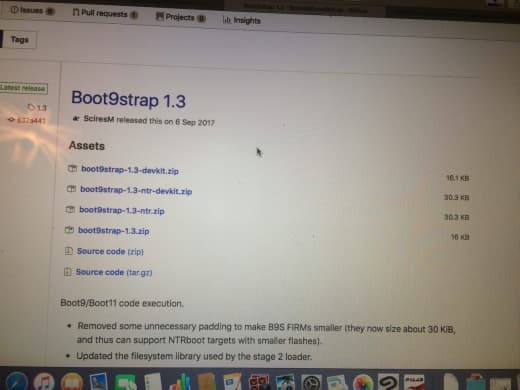 Issues
Pull requests
Projects 0
Insights
Tags
Latest release
1.3
Boot9strap 1.3
SciresM released this on 6 Sep 2017
Assets
boot9strap-1.3-devkit.zip 16.1 KB
boot9strap-1.3-ntr-devkit.zip 30.3 KB
boot9strap-1.3-ntr.zip 30.3 KB
boot9strap-1.3.zip 16 KB
Source code (zip)
Source code (tar.gz)
Boot9/Boot11 code execution.
• Removed some unnecessary padding to make B9S FIRMs smaller (they now size about 30 KiB,
and thus can support NTRboot targets with smaller flashes).
• Updated the filesystem library used by the stage 2 loader.